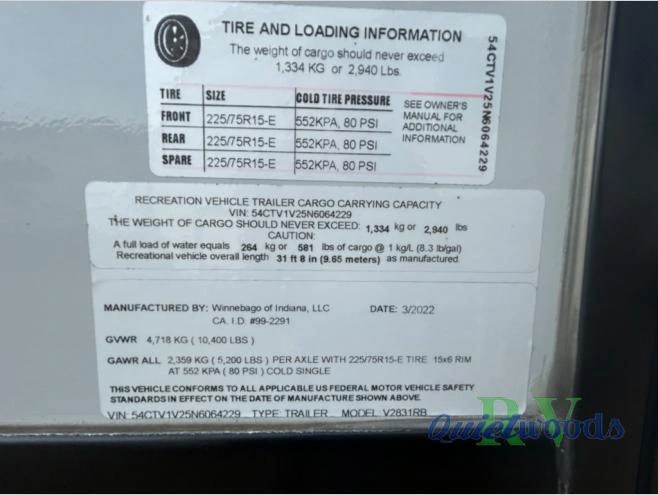 TIRE AND LOADING INFORMATION
The weight of cargo should never exceed
1,334 KG or 2,940 Lbs.
TIRE SIZE COLD TIRE PRESSURE
FRONT 225/75R15-E 552KPA, 80 PSI
REAR 225/75R15-E 552KPA, 80 PSI
SPARE 225/75R15-E 552KPA, 80 PSI
SEE OWNER'S
MANUAL FOR
ADDITIONAL
INFORMATION
54CTV1V25N6064229
RECREATION VEHICLE TRAILER CARGO CARRYING CAPACITY
VIN: 54CTV1V25N6064229
THE WEIGHT OF CARGO SHOULD NEVER EXCEED: 1,334 kg or 2,940 lbs
CAUTION:
A full load of water equals 264 kg or 581 lbs of cargo @ 1 kg/L (8.3 lb/gal)
Recreational vehicle overall length 31 ft 8 in (9.65 meters) as manufactured.
MANUFACTURED BY: Winnebago of Indiana, LLC DATE: 3/2022
CA. I.D. #99-2291
GVWR 4,718 KG ( 10,400 LBS )
GAWR ALL 2,359 KG ( 5,200 LBS ) PER AXLE WITH 225/75R15-E TIRE 15x6 RIM
AT 552 KPA ( 80 PSI ) COLD SINGLE
THIS VEHICLE CONFORMS TO ALL APPLICABLE US FEDERAL MOTOR VEHICLE SAFETY
STANDARDS IN EFFECT ON THE DATE OF MANUFACTURE SHOWN ABOVE.
VIN: 54CTV1V25N6064229 TYPE: TRAILER MODEL: V2831RB
RV
Quietwoods